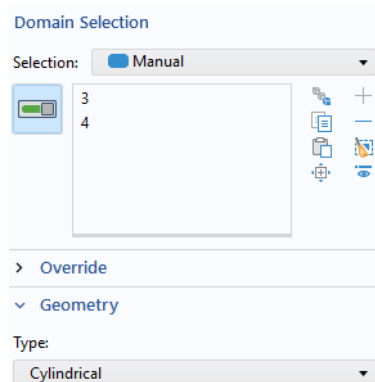 Domain Selection
Selection: Manual
3
4
Override
Geometry
Type:
Cylindrical